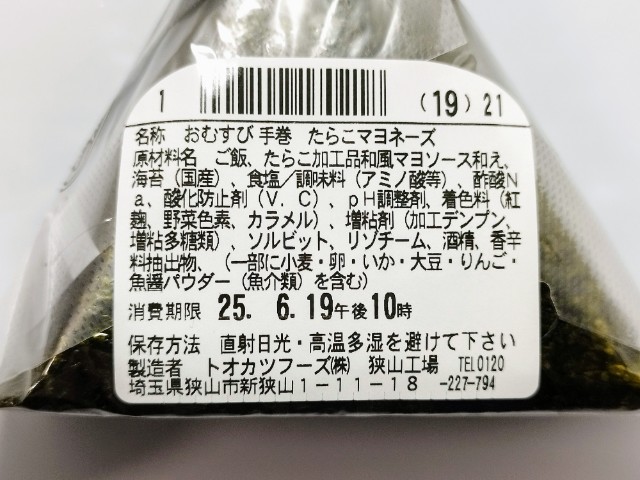 1 (19) 21
名称 おむすび 手巻 たらこマヨネーズ
原材料名 ご飯、たらこ加工品和風マヨソース和え、
海苔(国産)、食塩/調味料(アミノ酸等)、酢酸N
a、酸化防止剤(V.C)、pH調整剤、着色料(紅
麹、野菜色素、カラメル)、増粘剤(加工デンプン、
増粘多糖類)、ソルビット、リゾチーム、酒精、香辛
料抽出物、(一部に小麦・卵・いか・大豆・りんご・
魚醤パウダー(魚介類)を含む)
消費期限 25. 6.19午後10時
保存方法 直射日光・高温多湿を避けて下さい
製造者 トオカツフーズ㈱ 狭山工場 TEL0120
埼玉県狭山市新狭山1-11-18 -227-794